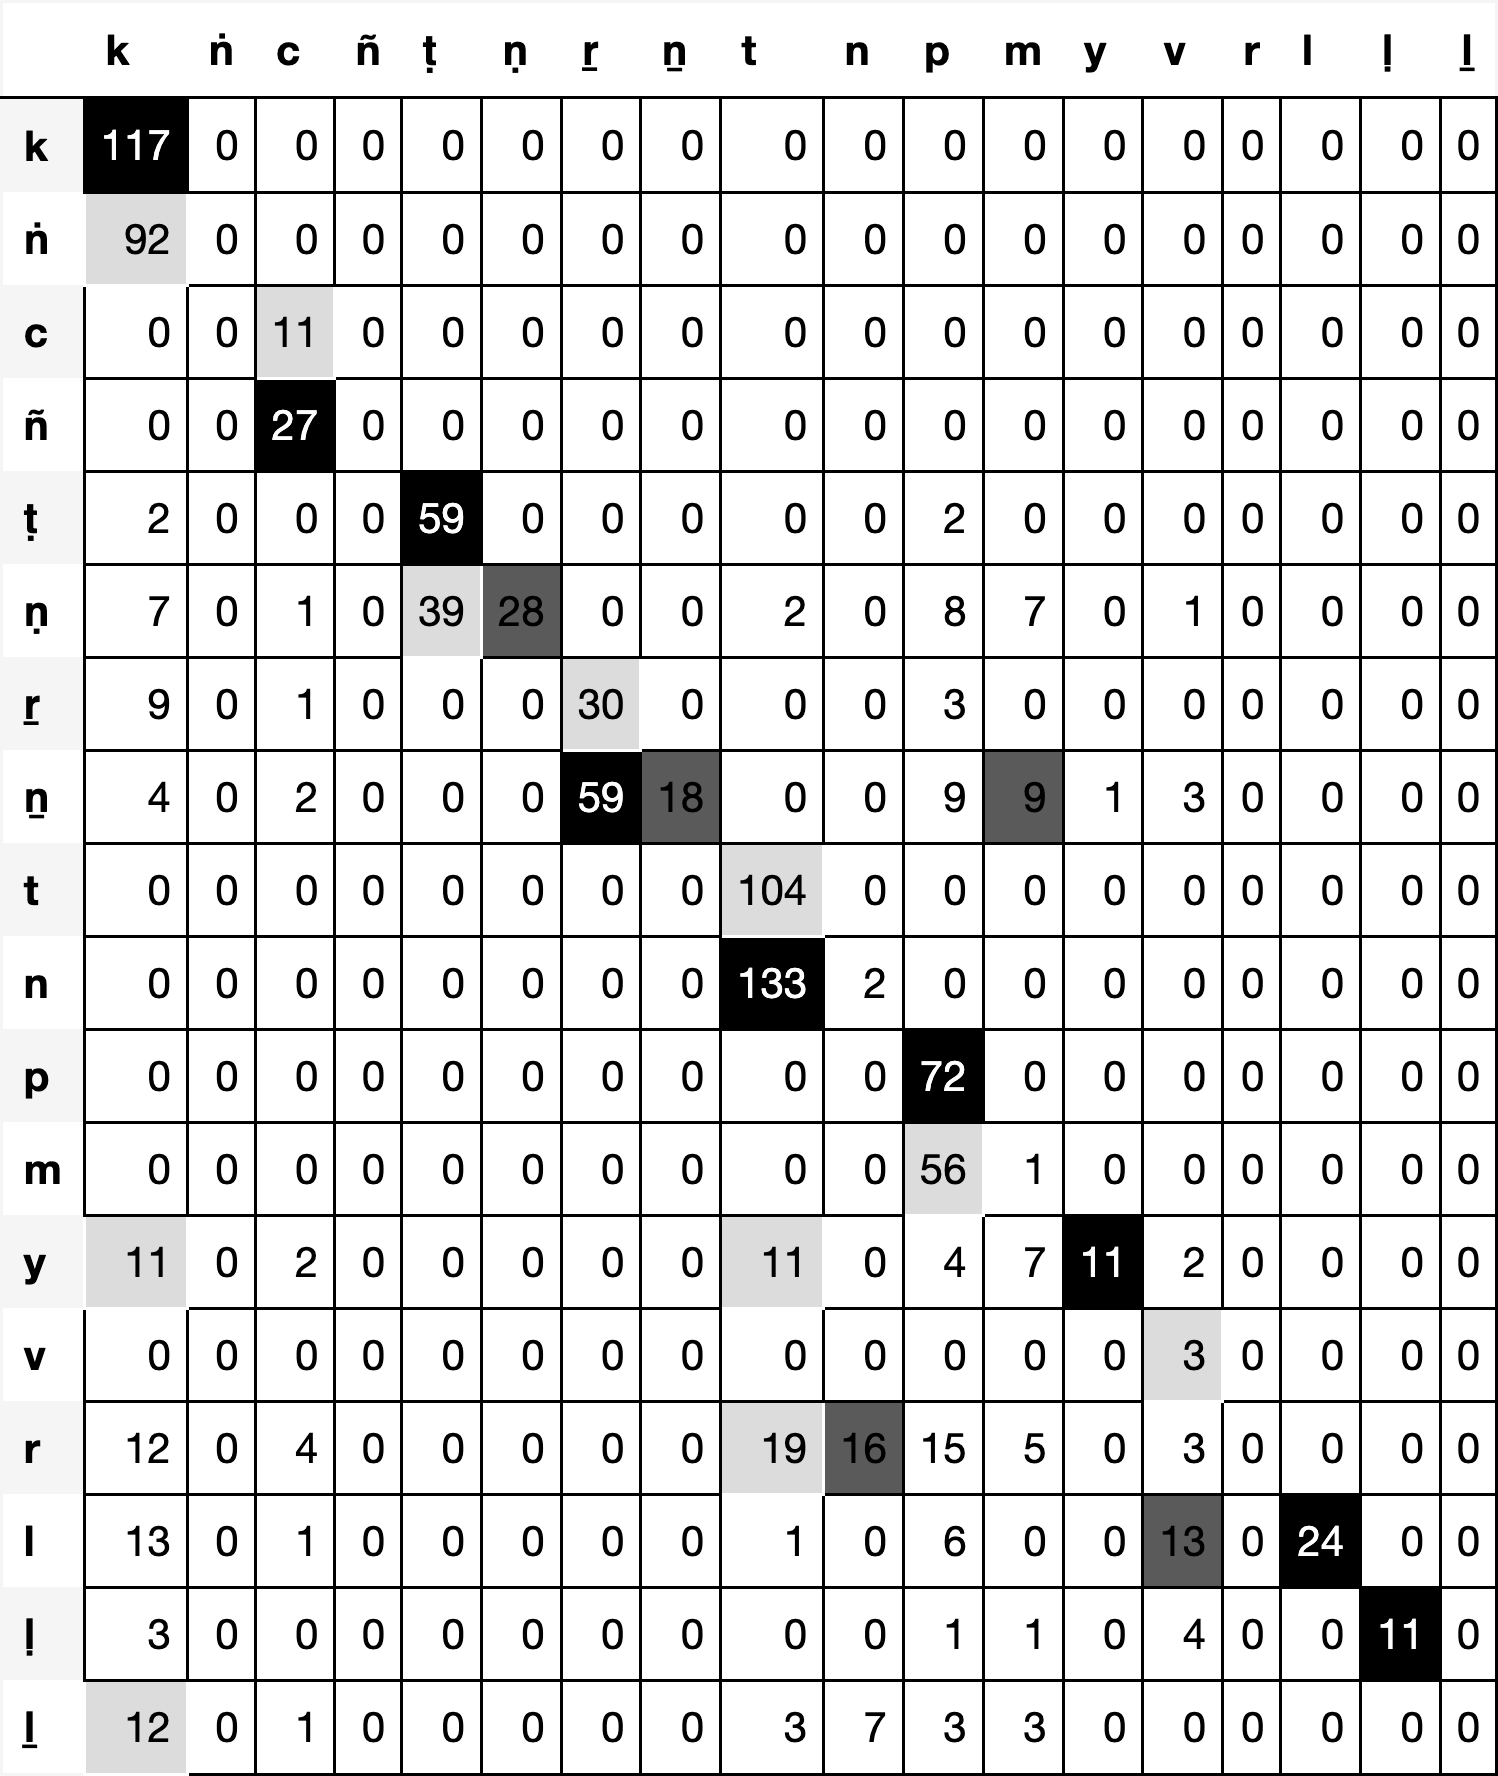 k ṅ c ñ ṭ ṇ ṟ ṉ t n p m y v r l ḷ ḻ
k 117 0 0 0 0 0 0 0 0 0 0 0 0 0 0 0 0 0
ṅ 92 0 0 0 0 0 0 0 0 0 0 0 0 0 0 0 0 0
c 0 0 11 0 0 0 0 0 0 0 0 0 0 0 0 0 0 0
ñ 0 0 27 0 0 0 0 0 0 0 0 0 0 0 0 0 0 0
ṭ 2 0 0 0 59 0 0 0 0 0 2 0 0 0 0 0 0 0
ṇ 7 0 1 0 39 28 0 0 2 0 8 7 0 1 0 0 0 0
ṟ 9 0 1 0 0 0 30 0 0 0 3 0 0 0 0 0 0 0
ṉ 4 0 2 0 0 0 59 18 0 0 9 9 1 3 0 0 0 0
t 0 0 0 0 0 0 0 0 104 0 0 0 0 0 0 0 0 0
n 0 0 0 0 0 0 0 0 133 2 0 0 0 0 0 0 0 0
p 0 0 0 0 0 0 0 0 0 0 72 0 0 0 0 0 0 0
m 0 0 0 0 0 0 0 0 0 0 56 1 0 0 0 0 0 0
y 11 0 2 0 0 0 0 0 11 0 4 7 11 2 0 0 0 0
v 0 0 0 0 0 0 0 0 0 0 0 0 0 3 0 0 0 0
r 12 0 4 0 0 0 0 0 19 16 15 5 0 3 0 0 0 0
l 13 0 1 0 0 0 0 0 1 0 6 0 0 13 0 24 0 0
ḷ 3 0 0 0 0 0 0 0 0 0 1 1 0 4 0 0 11 0
ḻ 12 0 1 0 0 0 0 0 3 7 3 3 0 0 0 0 0 0